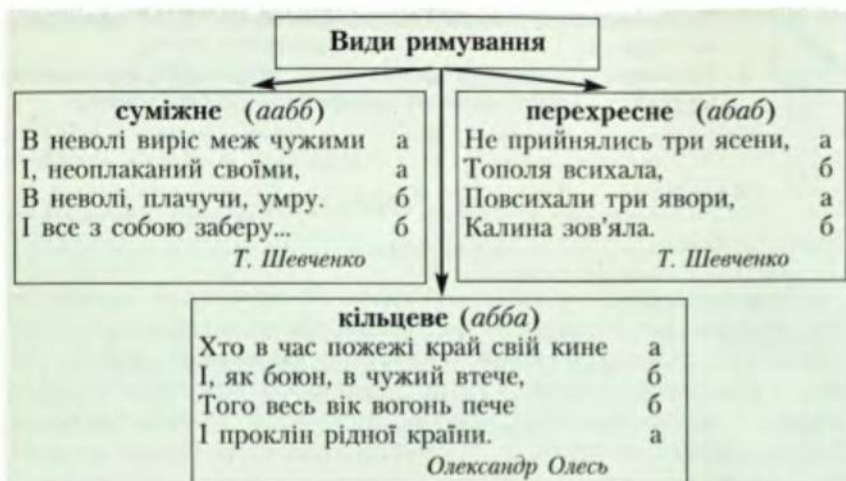 Види римування
суміжне (аабб)
В неволі виріс меж чужими а
І, неоплаканий своїми, а
В неволі, плачучи, умру. б
І все з собою заберу... б
Т. Шевченко
перехресне (абаб)
Не прийнялись три ясени, а
Тополя всихала, б
Повсихали три явори, а
Калина зов'яла. б
Т. Шевченко
кільцеве (абба)
Хто в час пожежі край свій кине а
І, як боюн, в чужий втече, б
Того весь вік вогонь пече б
І проклін рідної країни. а
Олександр Олесь